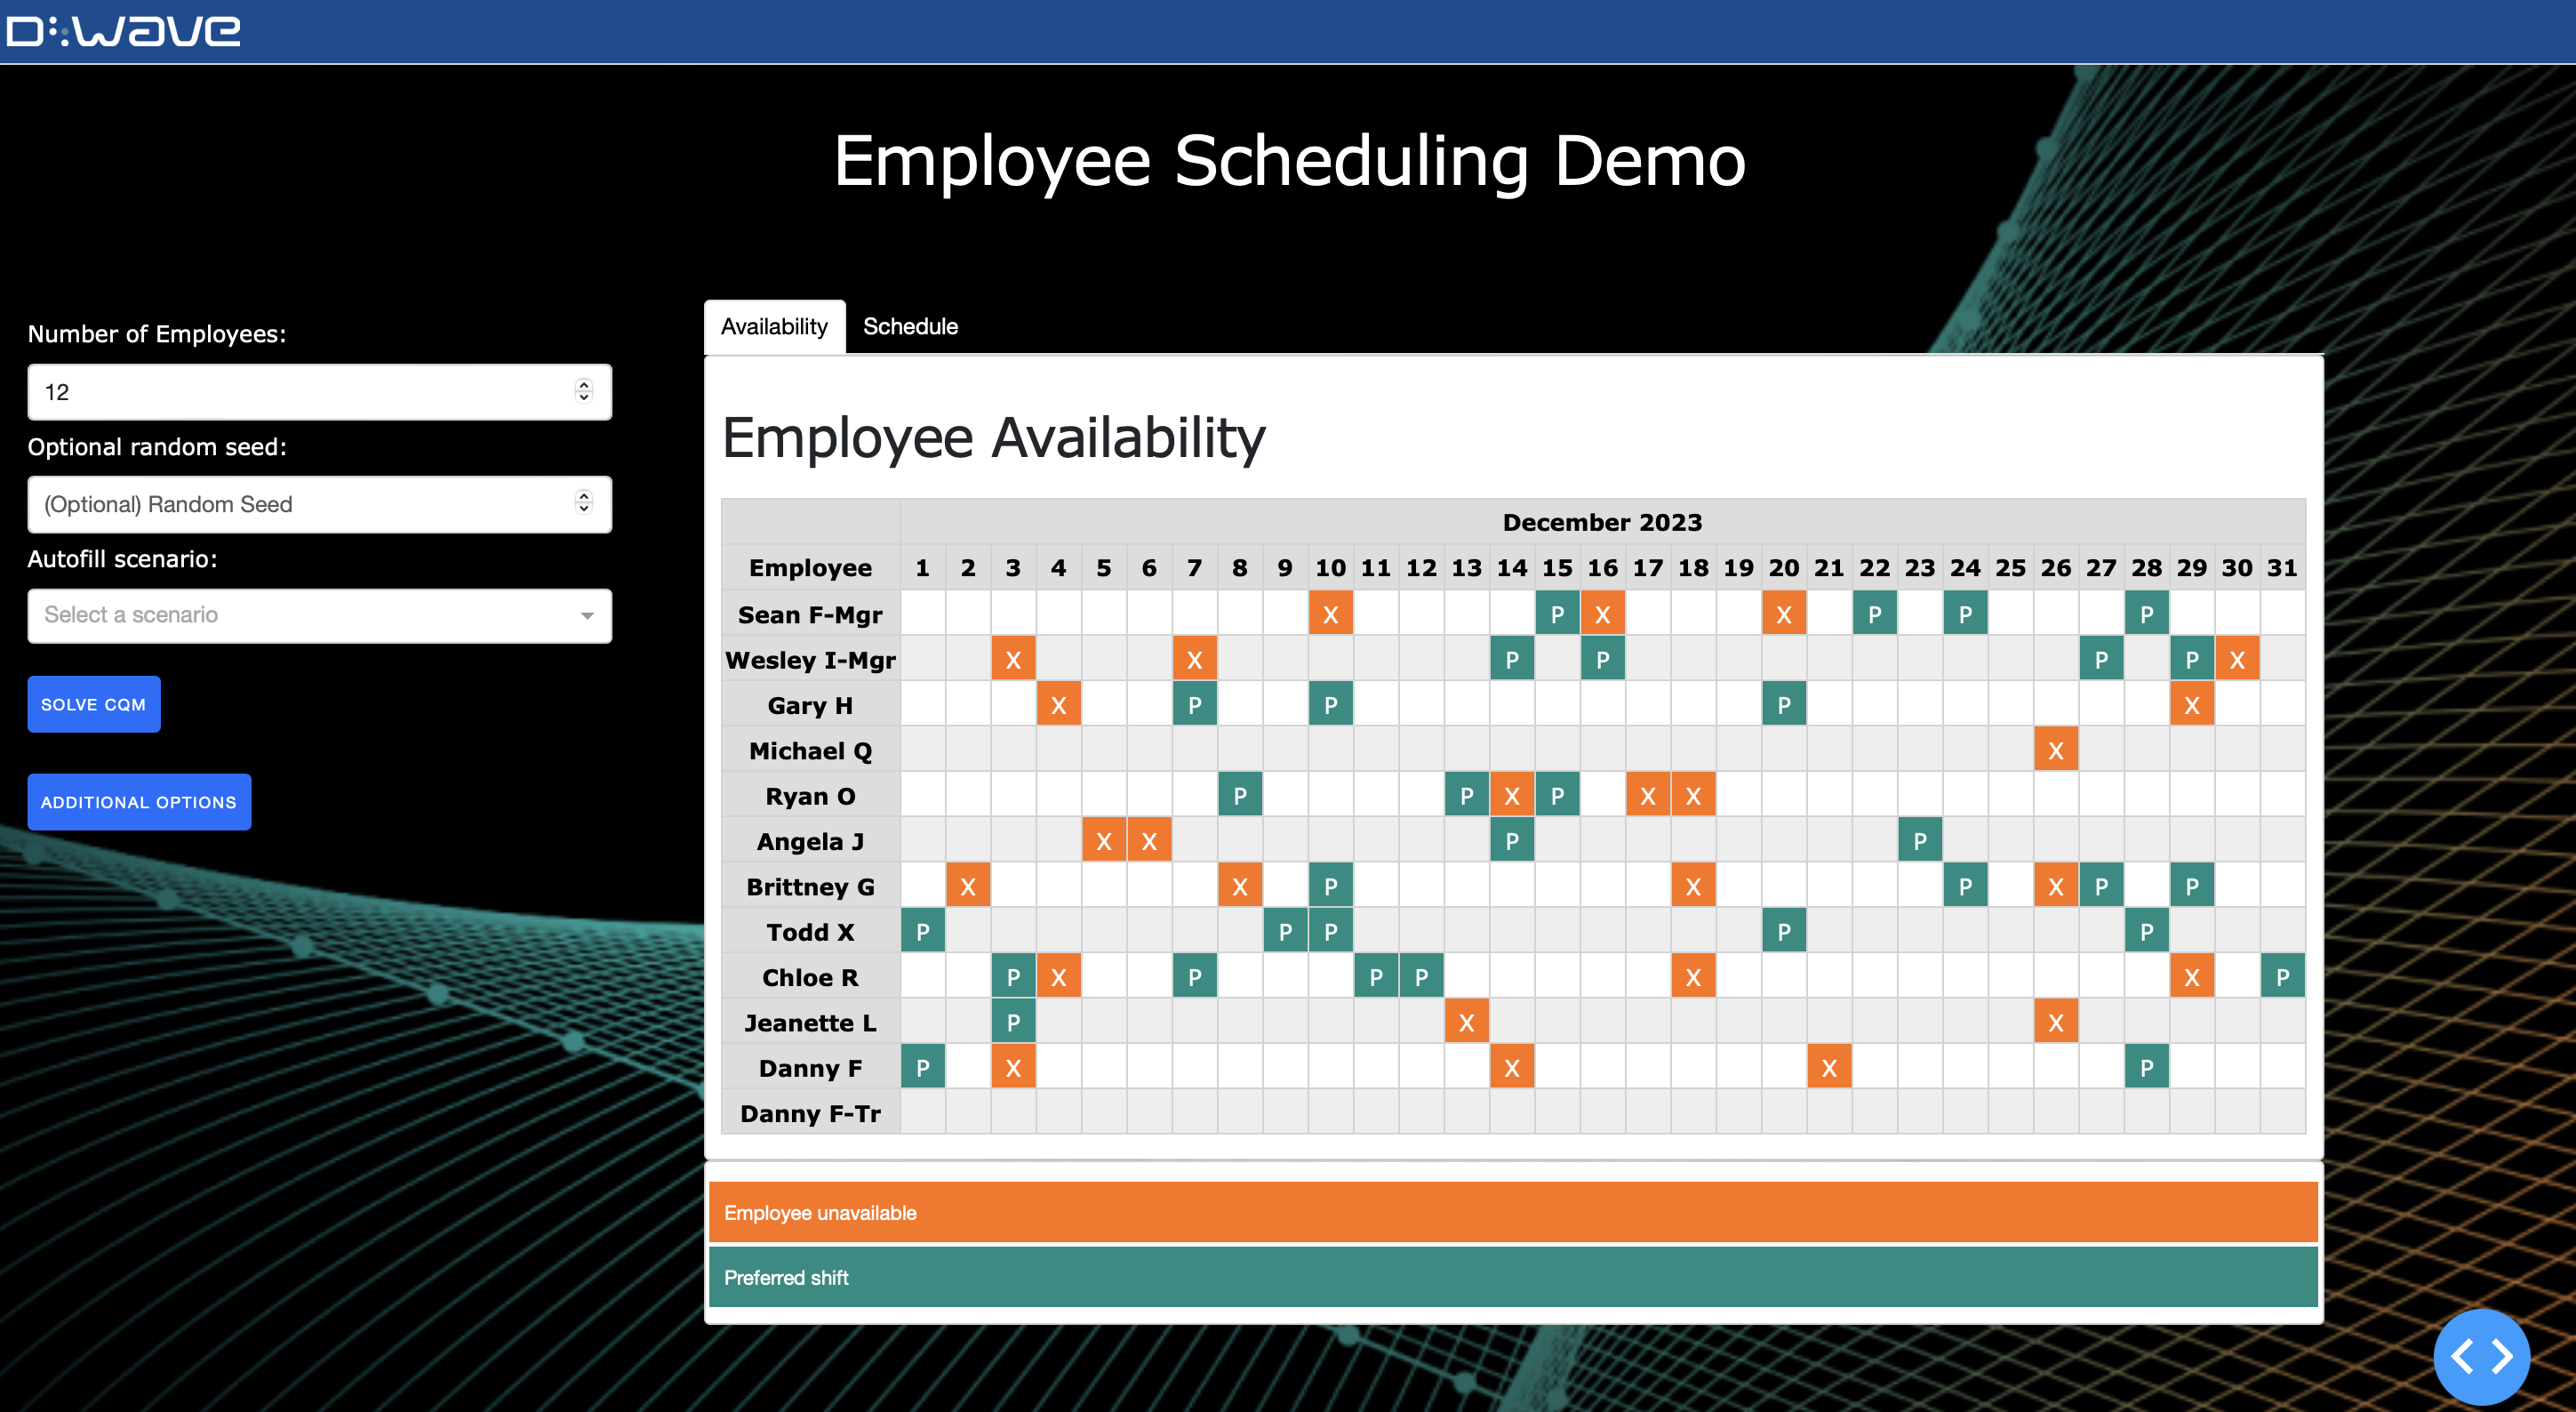 D:Wave
Employee Scheduling Demo
Number of Employees:
12
Optional random seed:
(Optional) Random Seed
Autofill scenario:
Select a scenario
SOLVE CQM
ADDITIONAL OPTIONS
Availability Schedule
Employee Availability
December 2023
Employee 1 2 3 4 5 6 7 8 9 10 11 12 13 14 15 16 17 18 19 20 21 22 23 24 25 26 27 28 29 30 31
Sean F-Mgr X P X X P P P
Wesley I-Mgr X X P P P P X
Gary H X P P P X
Michael Q X
Ryan O P P X P X X
Angela J X X P P
Brittney G X X P X P X P P
Todd X P P P P P
Chloe R P X P P P X X P
Jeanette L P X X
Danny F P X X X P
Danny F-Tr
Employee unavailable
Preferred shift
< >